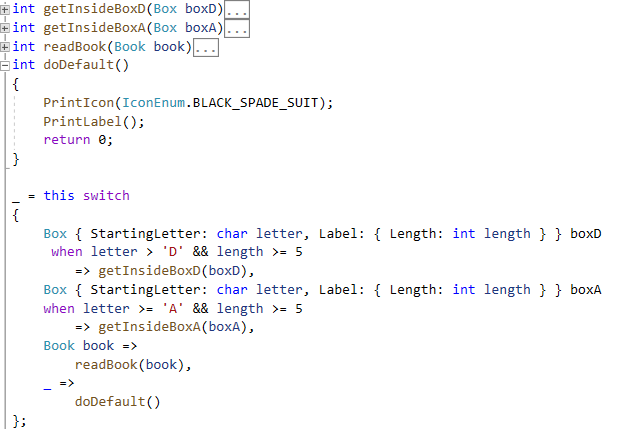 int getInsideBoxD(Box boxD)...
int getInsideBoxA(Box boxA)...
int readBook(Book book)...
int doDefault()
{
    PrintIcon(IconEnum.BLACK_SPADE_SUIT);
    PrintLabel();
    return 0;
}

_ = this switch
{
    Box { StartingLetter: char letter, Label: { Length: int length } } boxD
     when letter > 'D' && length >= 5
        => getInsideBoxD(boxD),
    Box { StartingLetter: char letter, Label: { Length: int length } } boxA
    when letter >= 'A' && length >= 5
        => getInsideBoxA(boxA),
    Book book =>
        readBook(book),
    _ =>
        doDefault()
};